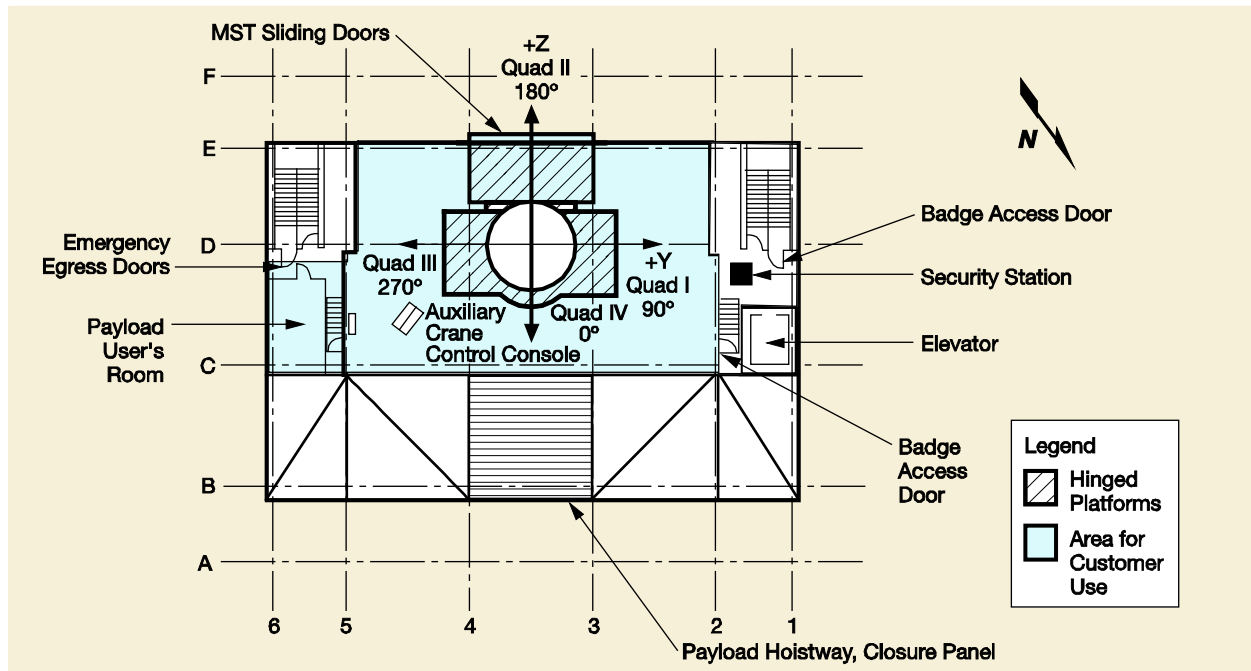 MST Sliding Doors
+Z
Quad II
180°
F
N
E
Badge Access Door
Emergency
Egress Doors
D
Quad III
270°
+Y
Quad I
90°
Security Station
Payload
User's
Room
Auxiliary
Crane
Control Console
Quad IV
0°
Elevator
C
Badge
Access
Door
Legend
Hinged
Platforms
Area for
Customer
Use
B
A
6 5 4 3 2 1
Payload Hoistway, Closure Panel